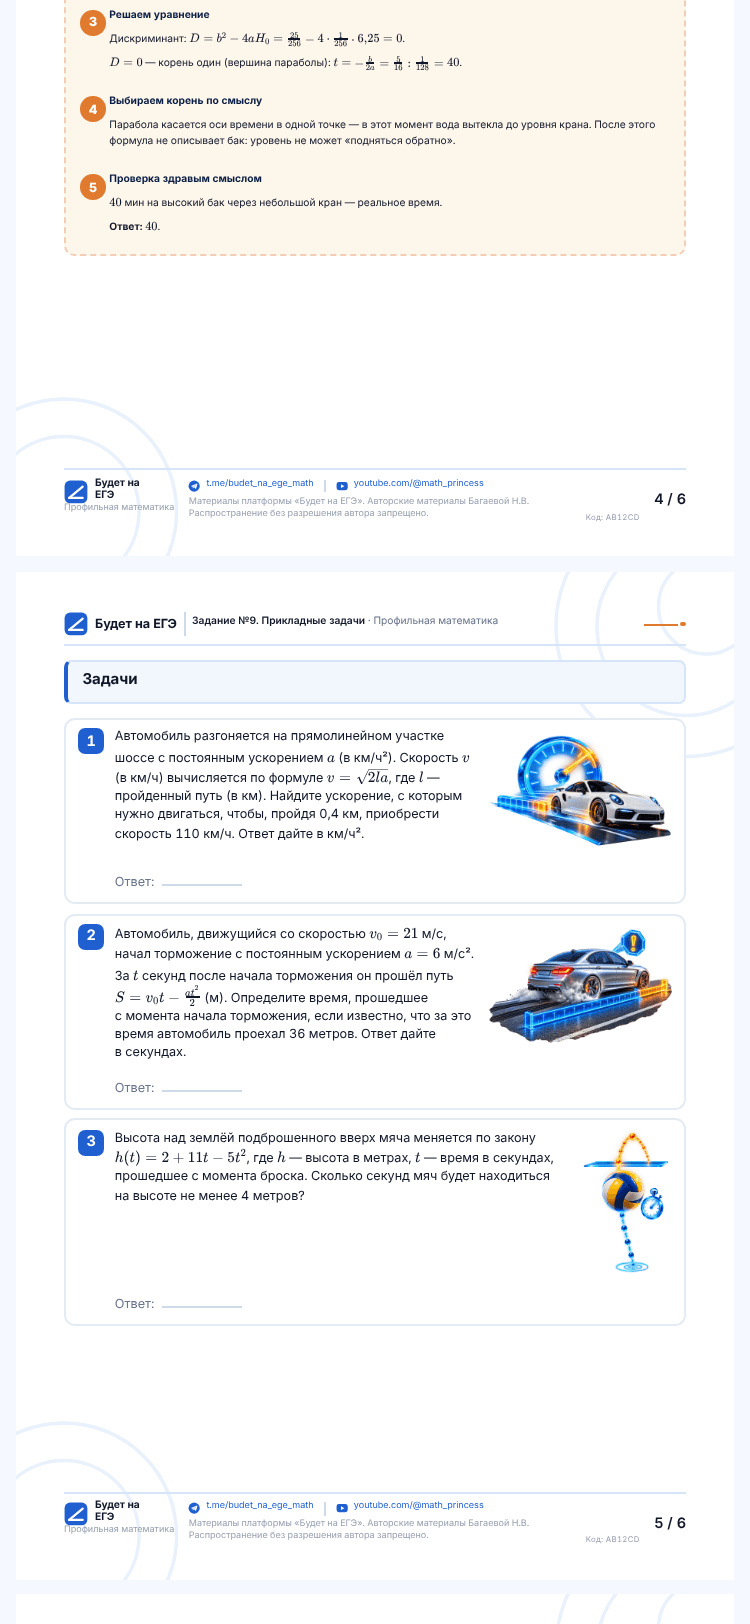 3 Решаем уравнение
Дискриминант: D = b² − 4aH₀ = 25/256 − 4 · 1/256 · 6,25 = 0.
D = 0 — корень один (вершина параболы): t = −b/2a = 5/16 : 1/128 = 40.
4 Выбираем корень по смыслу
Парабола касается оси времени в одной точке — в этот момент вода вытекла до уровня крана. После этого
формула не описывает бак: уровень не может «подняться обратно».
5 Проверка здравым смыслом
40 мин на высокий бак через небольшой кран — реальное время.
Ответ: 40.
Будет на
ЕГЭ
Профильная математика
t.me/budet_na_ege_math | youtube.com/@math_princess
Материалы платформы «Будет на ЕГЭ». Авторские материалы Багаевой Н.В.
Распространение без разрешения автора запрещено.
Код: AB12CD
4 / 6
Будет на ЕГЭ | Задание №9. Прикладные задачи · Профильная математика
Задачи
1 Автомобиль разгоняется на прямолинейном участке
шоссе с постоянным ускорением a (в км/ч²). Скорость v
(в км/ч) вычисляется по формуле v = √2la, где l —
пройденный путь (в км). Найдите ускорение, с которым
нужно двигаться, чтобы, пройдя 0,4 км, приобрести
скорость 110 км/ч. Ответ дайте в км/ч².
Ответ:
2 Автомобиль, движущийся со скоростью v₀ = 21 м/с,
начал торможение с постоянным ускорением a = 6 м/с².
За t секунд после начала торможения он прошёл путь
S = v₀t − at²/2 (м). Определите время, прошедшее
с момента начала торможения, если известно, что за это
время автомобиль проехал 36 метров. Ответ дайте
в секундах.
Ответ:
3 Высота над землёй подброшенного вверх мяча меняется по закону
h(t) = 2 + 11t − 5t², где h — высота в метрах, t — время в секундах,
прошедшее с момента броска. Сколько секунд мяч будет находиться
на высоте не менее 4 метров?
Ответ:
Будет на
ЕГЭ
Профильная математика
t.me/budet_na_ege_math | youtube.com/@math_princess
Материалы платформы «Будет на ЕГЭ». Авторские материалы Багаевой Н.В.
Распространение без разрешения автора запрещено.
Код: AB12CD
5 / 6